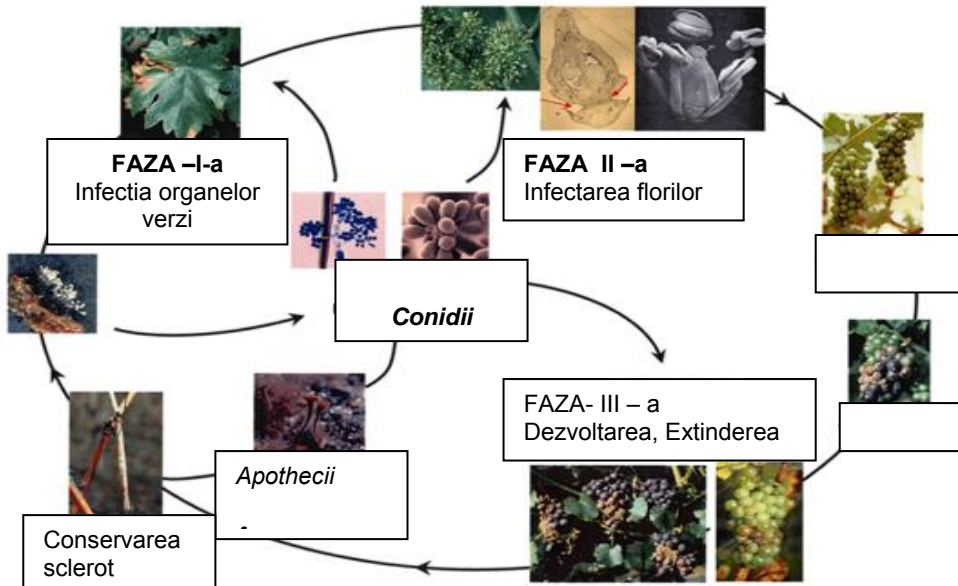 FAZA –I-a
Infectia organelor
verzi
FAZA II –a
Infectarea florilor
Conidii
FAZA- III – a
Dezvoltarea, Extinderea
Apothecii
Conservarea
sclerot